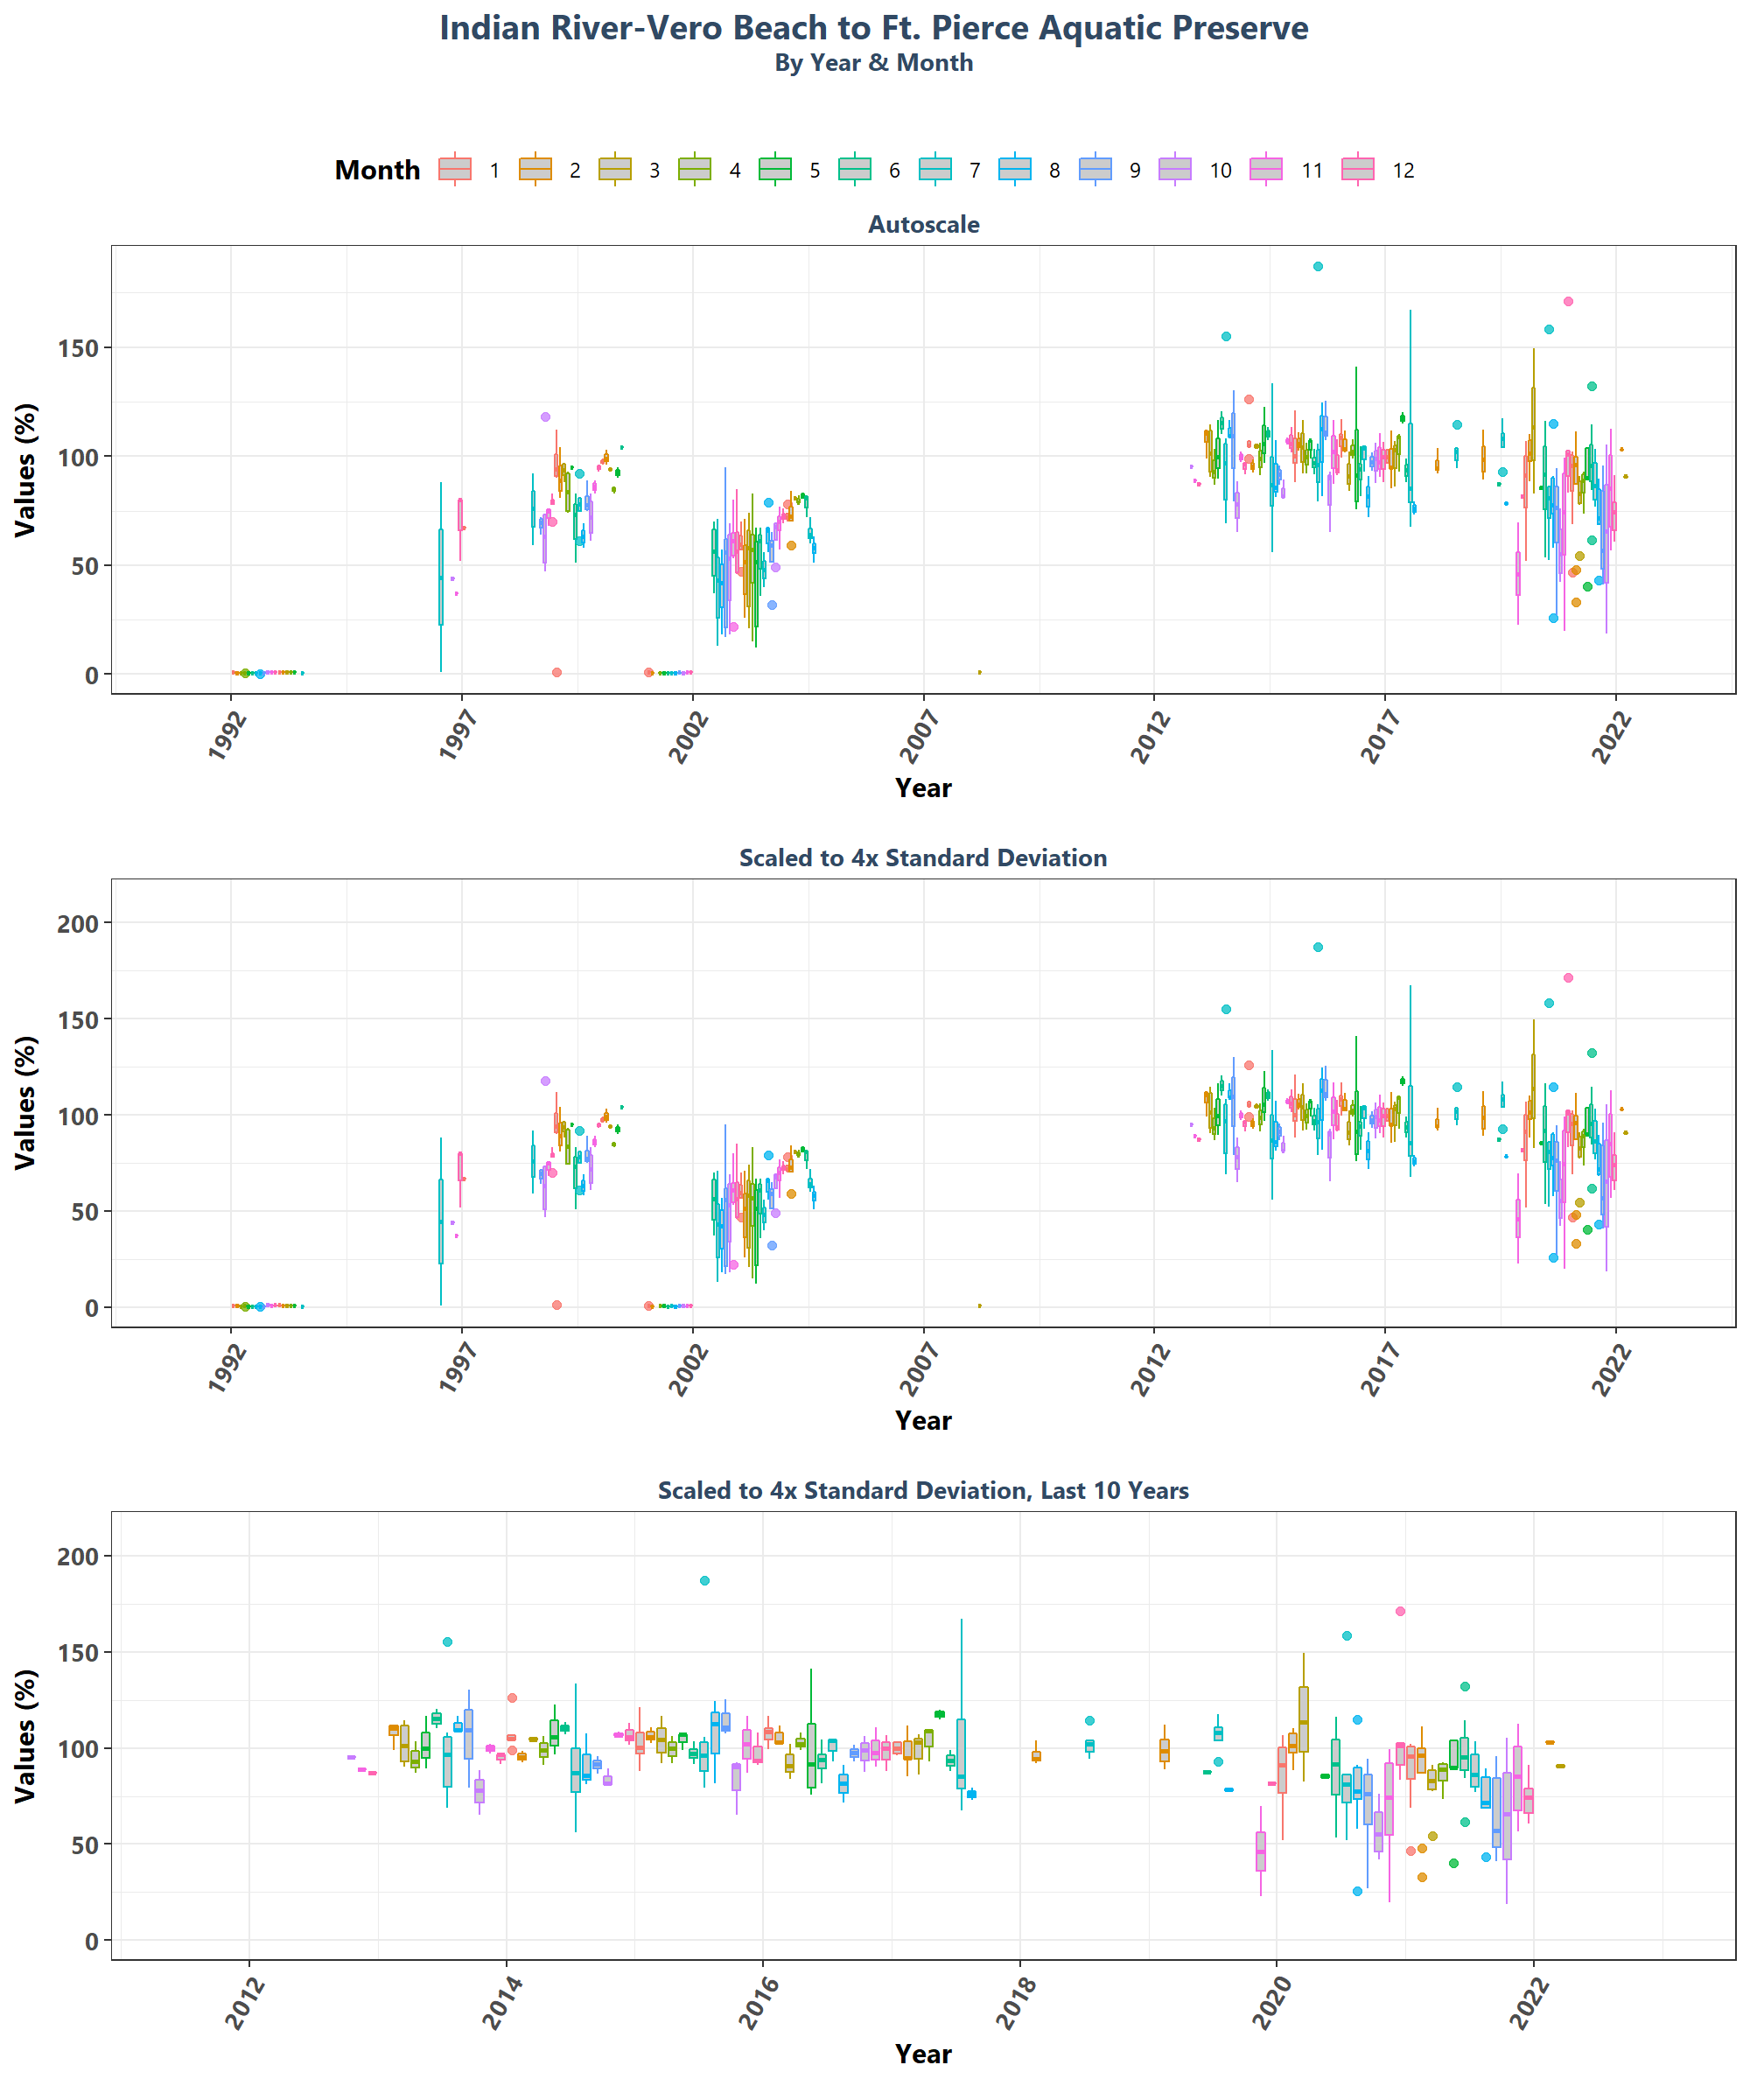 Indian River-Vero Beach to Ft. Pierce Aquatic Preserve
By Year & Month
Month 1 2 3 4 5 6 7 8 9 10 11 12
Autoscale
Values (%)
150
100
50
0
1992 1997 2002 2007 2012 2017 2022
Year
Scaled to 4x Standard Deviation
Values (%)
200
150
100
50
0
1992 1997 2002 2007 2012 2017 2022
Year
Scaled to 4x Standard Deviation, Last 10 Years
Values (%)
200
150
100
50
0
2012 2014 2016 2018 2020 2022
Year